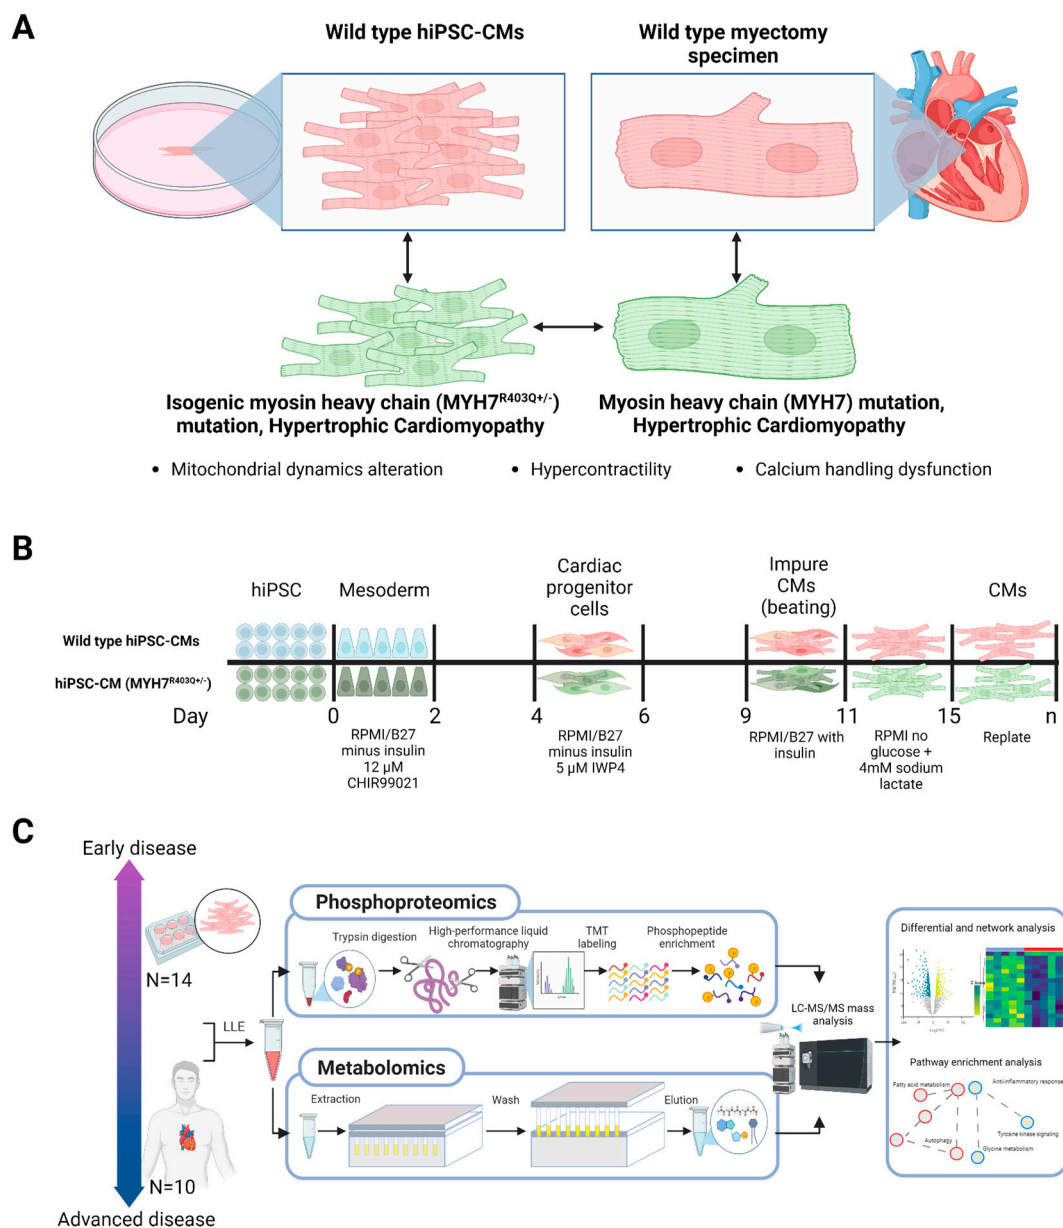 A
Wild type hiPSC-CMs
Wild type myectomy
specimen
Isogenic myosin heavy chain (MYH7R403Q+/-)
mutation, Hypertrophic Cardiomyopathy
Myosin heavy chain (MYH7) mutation,
Hypertrophic Cardiomyopathy
• Mitochondrial dynamics alteration
• Hypercontractility
• Calcium handling dysfunction
B
hiPSC
Mesoderm
Cardiac
progenitor
cells
Impure
CMs
(beating)
CMs
Wild type hiPSC-CMs
hiPSC-CM (MYH7R403Q+/-)
Day
0
2
4
6
9
11
15
n
RPMI/B27
minus insulin
12 µM
CHIR99021
RPMI/B27
minus insulin
5 µM IWP4
RPMI/B27 with
insulin
RPMI no
glucose +
4mM sodium
lactate
Replate
C
Early disease
N=14
LLE
N=10
Advanced disease
Phosphoproteomics
Trypsin digestion
High-performance liquid
chromatography
TMT
labeling
Phosphopeptide
enrichment
Metabolomics
Extraction
Wash
Elution
LC-MS/MS mass
analysis
Differential and network analysis
Pathway enrichment analysis
Fatty acid metabolism
Anti-inflammatory response
Tyrosine kinase signaling
Autophagy
Glycine metabolism